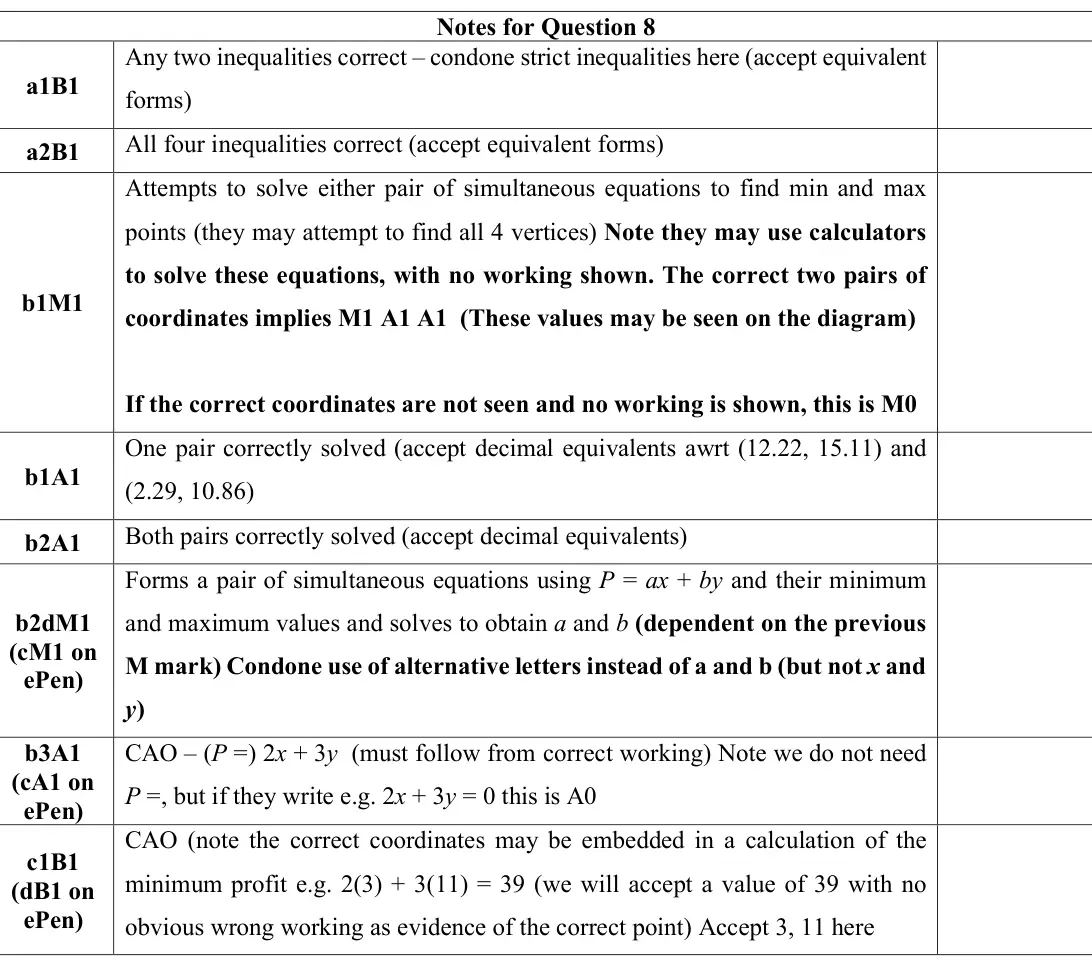 Notes for Question 8
a1B1
Any two inequalities correct – condone strict inequalities here (accept equivalent
forms)
a2B1
All four inequalities correct (accept equivalent forms)
b1M1
Attempts to solve either pair of simultaneous equations to find min and max
points (they may attempt to find all 4 vertices) Note they may use calculators
to solve these equations, with no working shown. The correct two pairs of
coordinates implies M1 A1 A1 (These values may be seen on the diagram)
If the correct coordinates are not seen and no working is shown, this is M0
b1A1
One pair correctly solved (accept decimal equivalents awrt (12.22, 15.11) and
(2.29, 10.86)
b2A1
Both pairs correctly solved (accept decimal equivalents)
b2dM1
(cM1 on
ePen)
Forms a pair of simultaneous equations using P = ax + by and their minimum
and maximum values and solves to obtain a and b (dependent on the previous
M mark) Condone use of alternative letters instead of a and b (but not x and
y)
b3A1
(cA1 on
ePen)
CAO – (P =) 2x + 3y (must follow from correct working) Note we do not need
P =, but if they write e.g. 2x + 3y = 0 this is A0
c1B1
(dB1 on
ePen)
CAO (note the correct coordinates may be embedded in a calculation of the
minimum profit e.g. 2(3) + 3(11) = 39 (we will accept a value of 39 with no
obvious wrong working as evidence of the correct point) Accept 3, 11 here